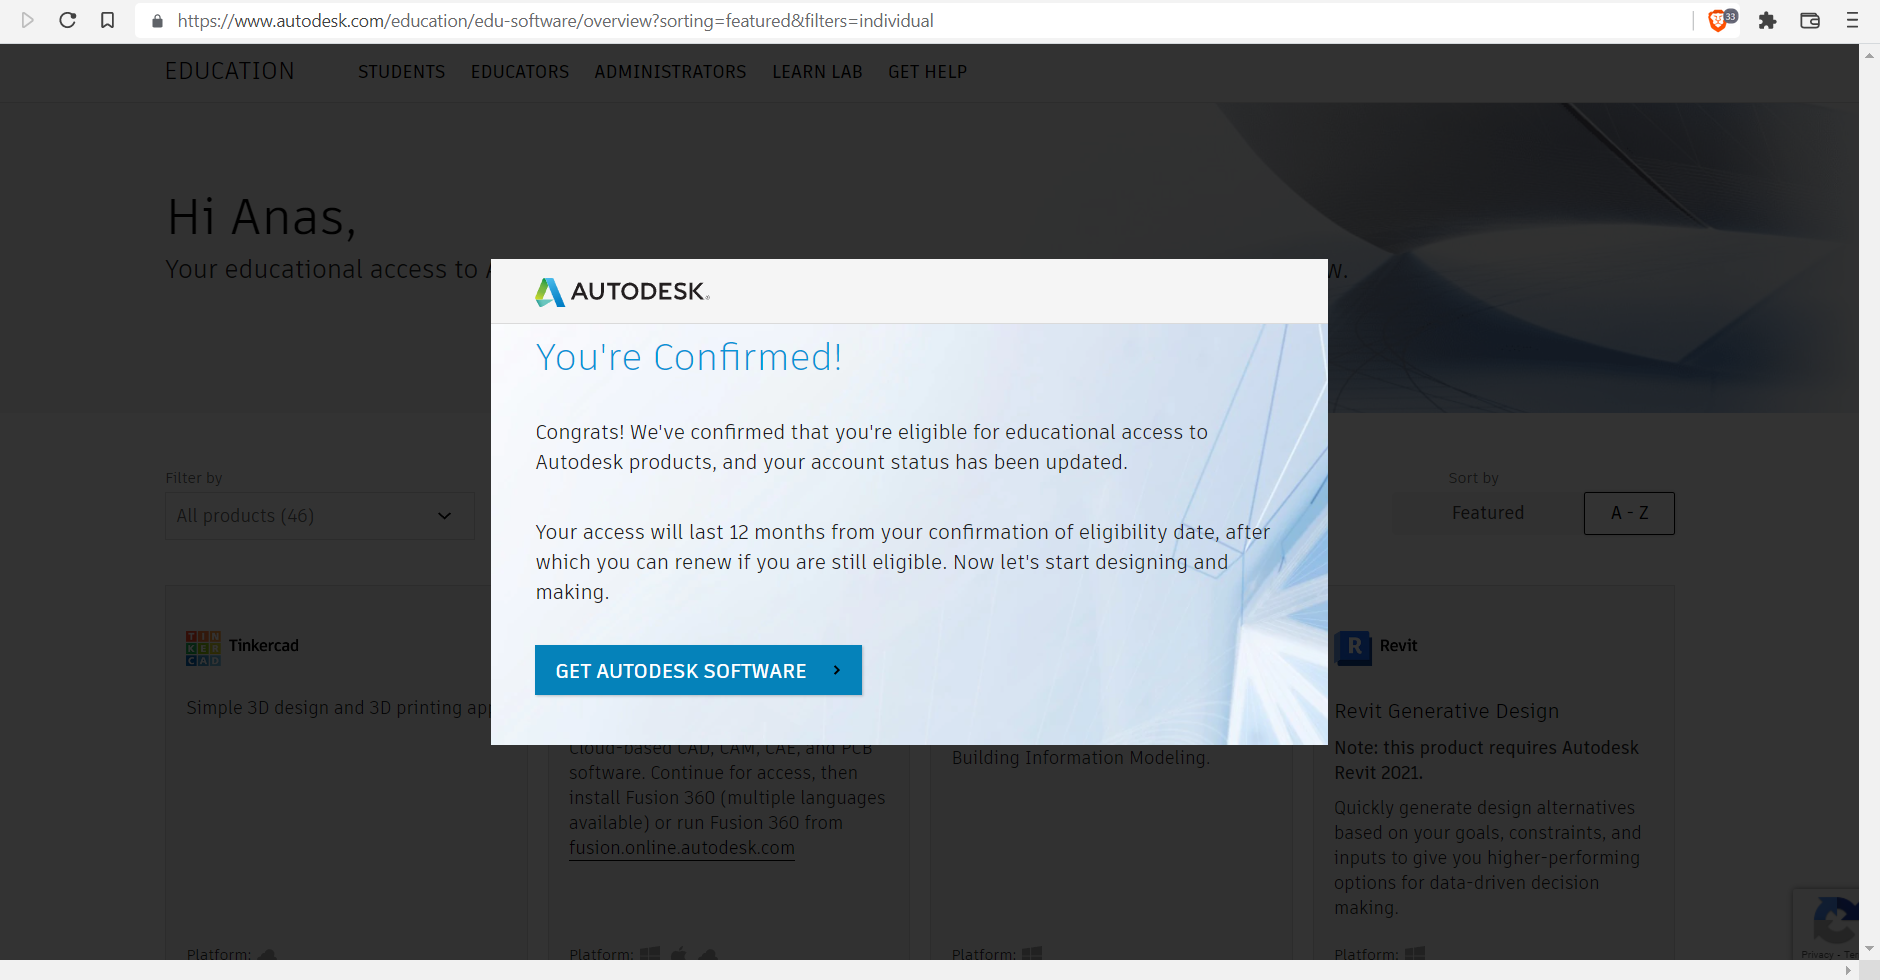 https://www.autodesk.com/education/edu-software/overview?sorting=featured&filters=individual
33
EDUCATION STUDENTS EDUCATORS ADMINISTRATORS LEARN LAB GET HELP
Hi Anas,
Your educational access to
AUTODESK
You're Confirmed!
Congrats! We've confirmed that you're eligible for educational access to
Autodesk products, and your account status has been updated.
Your access will last 12 months from your confirmation of eligibility date, after
which you can renew if you are still eligible. Now let's start designing and
making.
GET AUTODESK SOFTWARE
Filter by
All products (46)
Sort by
Featured
A - Z
TINKERCAD
Tinkercad
Simple 3D design and 3D printing
Platform:
Cloud-based CAD, CAM, CAE, and PCB
software. Continue for access, then
install Fusion 360 (multiple languages
available) or run Fusion 360 from
fusion.online.autodesk.com
Platform:
Building Information Modeling.
Platform:
R
Revit
Revit Generative Design
Note: this product requires Autodesk
Revit 2021.
Quickly generate design alternatives
based on your goals, constraints, and
inputs to give you higher-performing
options for data-driven decision
making.
Platform:
Privacy -